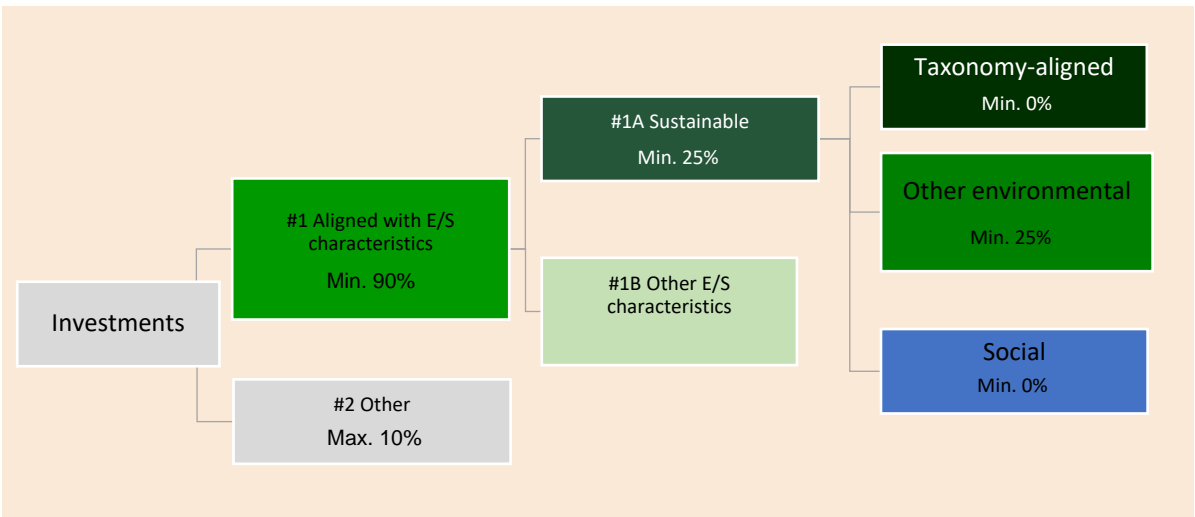 Investments
#1 Aligned with E/S
characteristics
Min. 90%
#2 Other
Max. 10%
#1A Sustainable
Min. 25%
#1B Other E/S
characteristics
Taxonomy-aligned
Min. 0%
Other environmental
Min. 25%
Social
Min. 0%